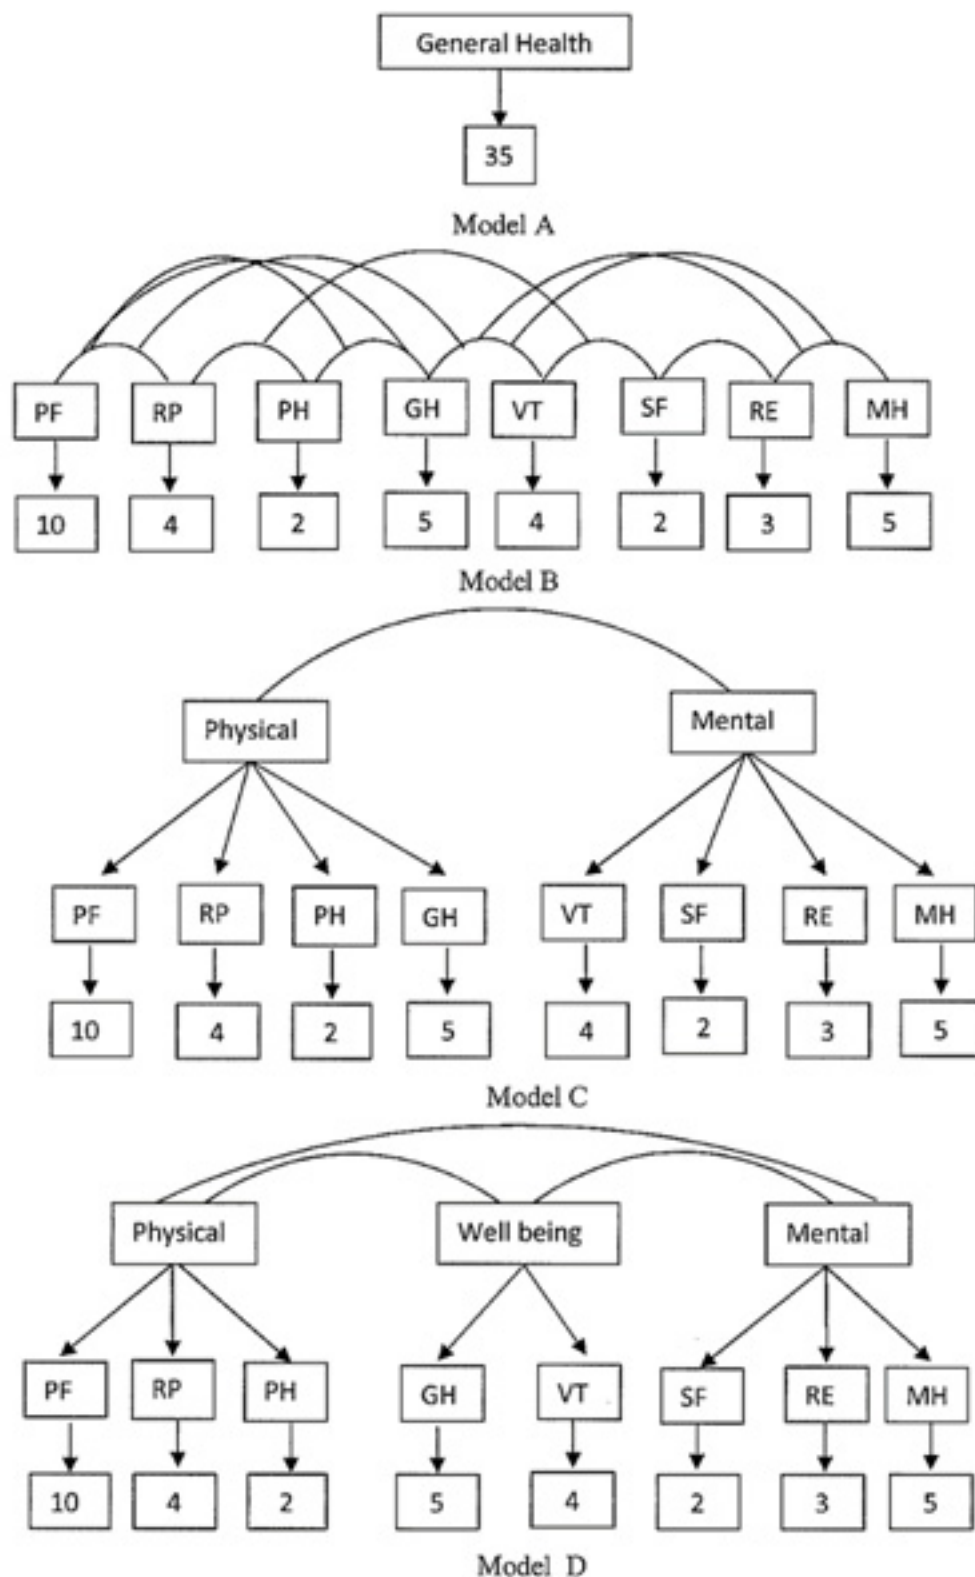 General Health
35
Model A
PF RP PH GH VT SF RE MH
10 4 2 5 4 2 3 5
Model B
Physical Mental
PF RP PH GH VT SF RE MH
10 4 2 5 4 2 3 5
Model C
Physical Well being Mental
PF RP PH GH VT SF RE MH
10 4 2 5 4 2 3 5
Model D